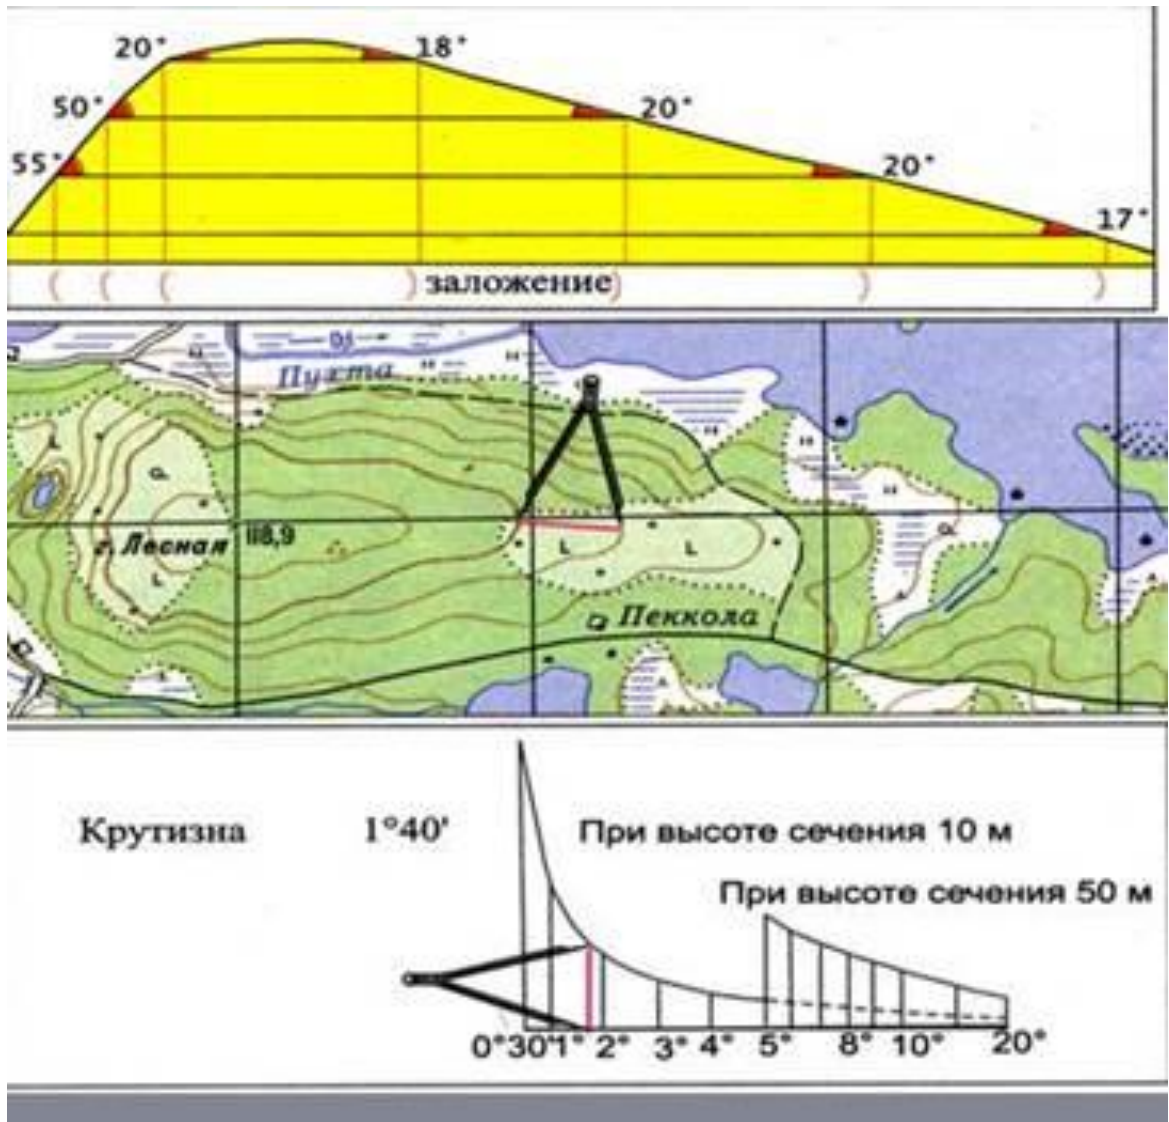 20° 18°
50° 20°
55° 20°
17°
заложение
Пухта
г. Лесная 118,9
Пеккола
Крутизна 1°40' При высоте сечения 10 м
При высоте сечения 50 м
0°30' 1° 2° 3° 4° 5° 8° 10° 20°